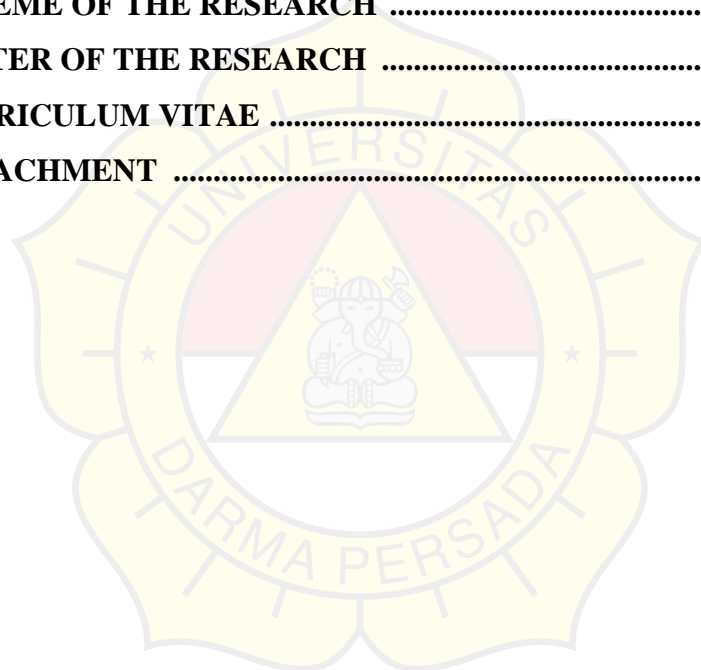 EME OF THE RESEARCH .......................................
TER OF THE RESEARCH ........................................
RICULUM VITAE ......................................................
ACHMENT ..................................................................
UNIVERSITAS
DARMA PERSADA